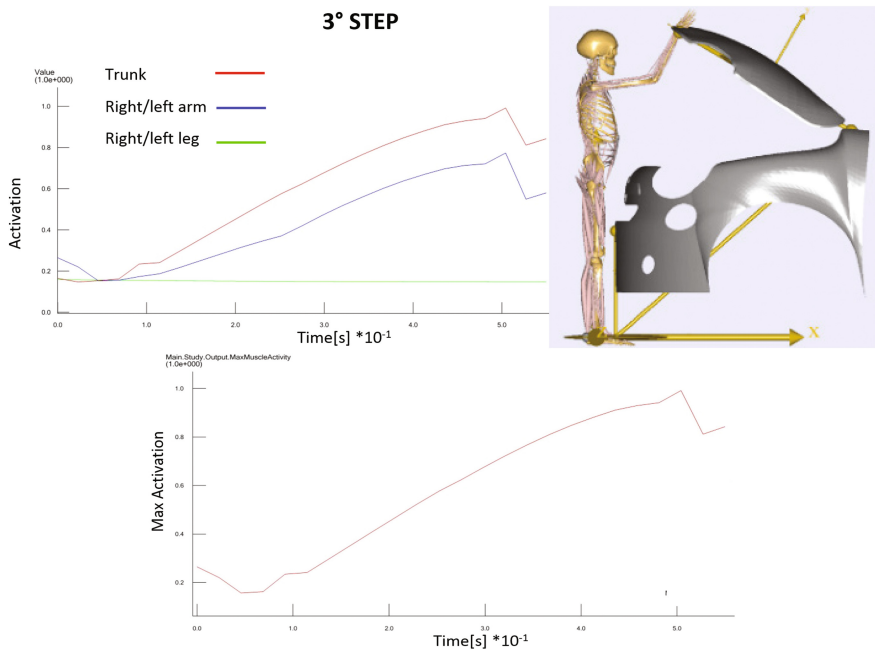 3° STEP
Value
(1.0e+000)
Trunk
Right/left arm
Right/left leg
1.0
0.8
0.6
0.4
0.2
0.0
Activation
0.0 1.0 2.0 3.0 4.0 5.0
Time[s] *10⁻¹
Y
X
Main.Study.Output.MaxMuscleActivity
(1.0e+000)
1.0
0.8
0.6
0.4
0.2
Max Activation
0.0 1.0 2.0 3.0 4.0 5.0
Time[s] *10⁻¹